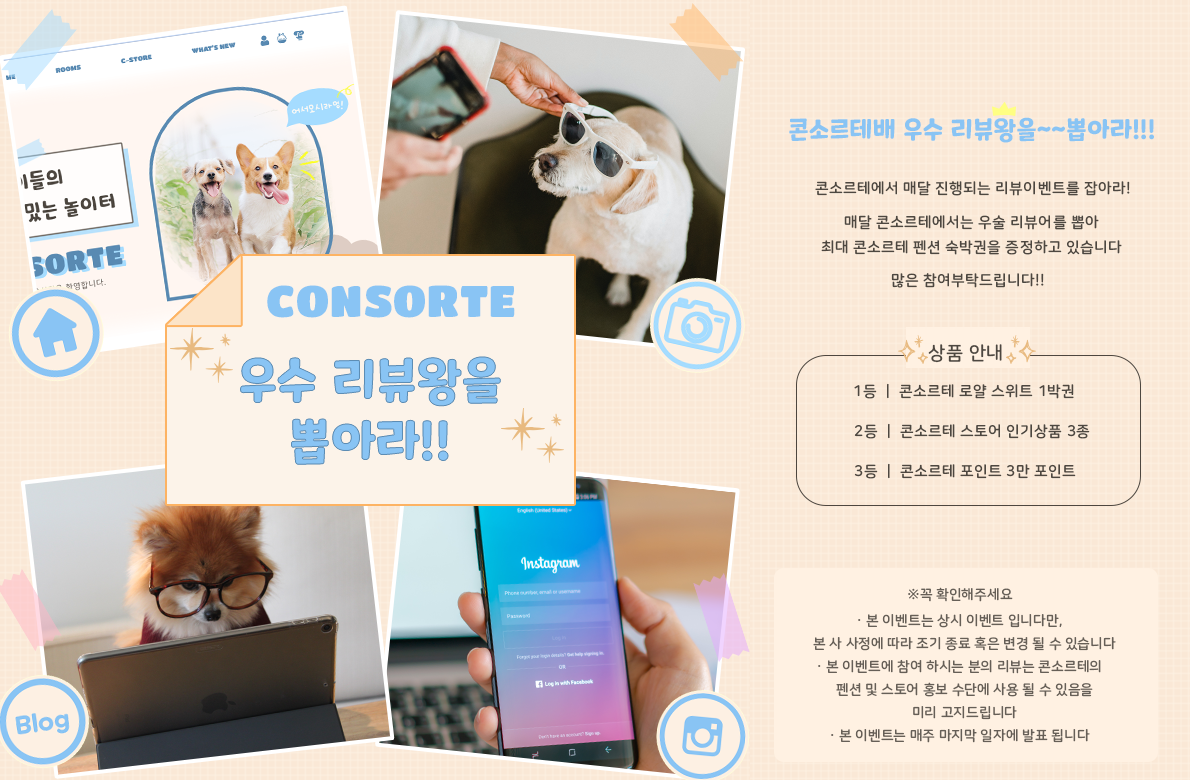 ROOMS
C-STORE
WHAT'S NEW
어서오시개냥!
이들의
있는 놀이터
SORTE
환영합니다.
CONSORTE
우수 리뷰왕을
뽑아라!!
English (United States)
Instagram
Phone number, email or username
Password
Forgot your login details? Get help signing in.
OR
Log in with Facebook
Don't have an account? Sign up.
Blog
콘소르테배 우수 리뷰왕을~~뽑아라!!!
콘소르테에서 매달 진행되는 리뷰이벤트를 잡아라!
매달 콘소르테에서는 우술 리뷰어를 뽑아
최대 콘소르테 펜션 숙박권을 증정하고 있습니다
많은 참여부탁드립니다!!
상품 안내
1등 | 콘소르테 로얄 스위트 1박권
2등 | 콘소르테 스토어 인기상품 3종
3등 | 콘소르테 포인트 3만 포인트
※꼭 확인해주세요
· 본 이벤트는 상시 이벤트 입니다만,
본 사 사정에 따라 조기 종료 혹은 변경 될 수 있습니다
· 본 이벤트에 참여 하시는 분의 리뷰는 콘소르테의
펜션 및 스토어 홍보 수단에 사용 될 수 있음을
미리 고지드립니다
· 본 이벤트는 매주 마지막 일자에 발표 됩니다